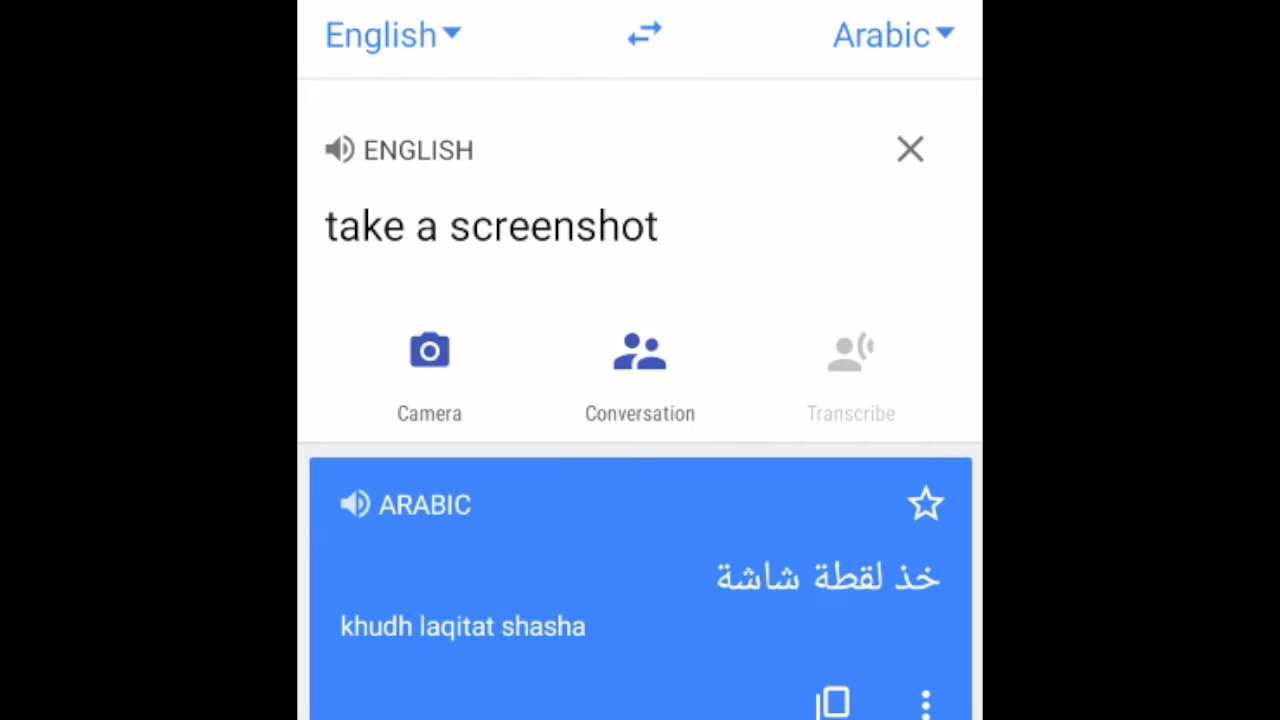 English Arabic
ENGLISH
take a screenshot
Camera Conversation Transcribe
ARABIC
خذ لقطة شاشة
khudh laqitat shasha